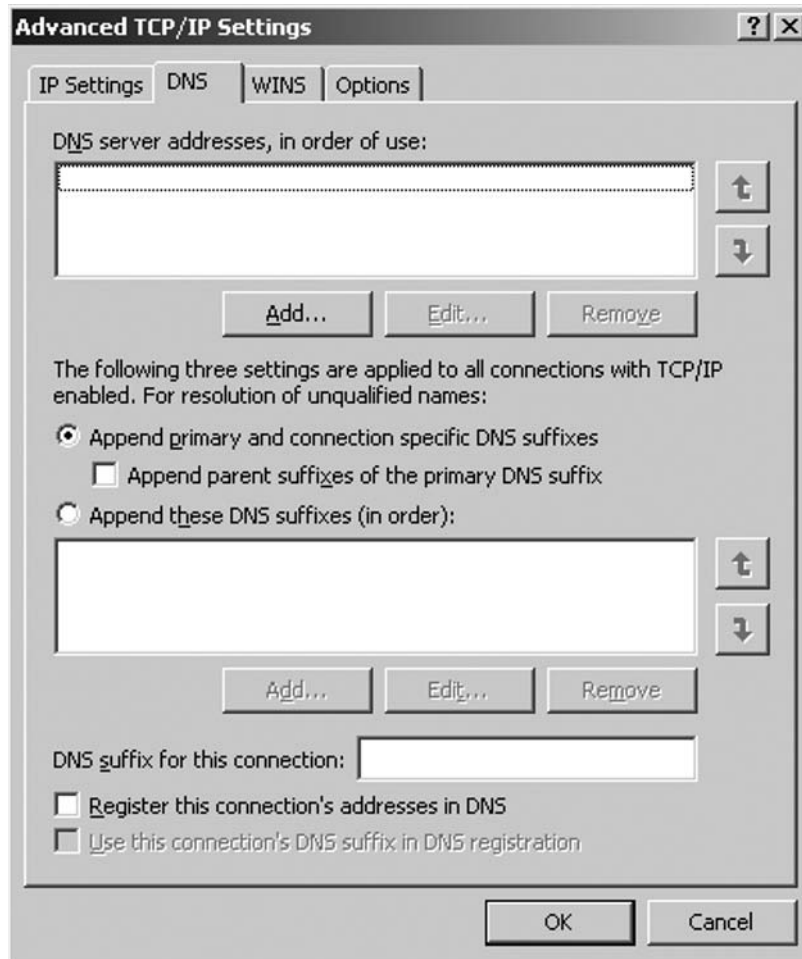 Advanced TCP/IP Settings
IP Settings DNS WINS Options
DNS server addresses, in order of use:
Add... Edit... Remove
The following three settings are applied to all connections with TCP/IP
enabled. For resolution of unqualified names:
Append primary and connection specific DNS suffixes
Append parent suffixes of the primary DNS suffix
Append these DNS suffixes (in order):
Add... Edit... Remove
DNS suffix for this connection:
Register this connection's addresses in DNS
Use this connection's DNS suffix in DNS registration
OK Cancel